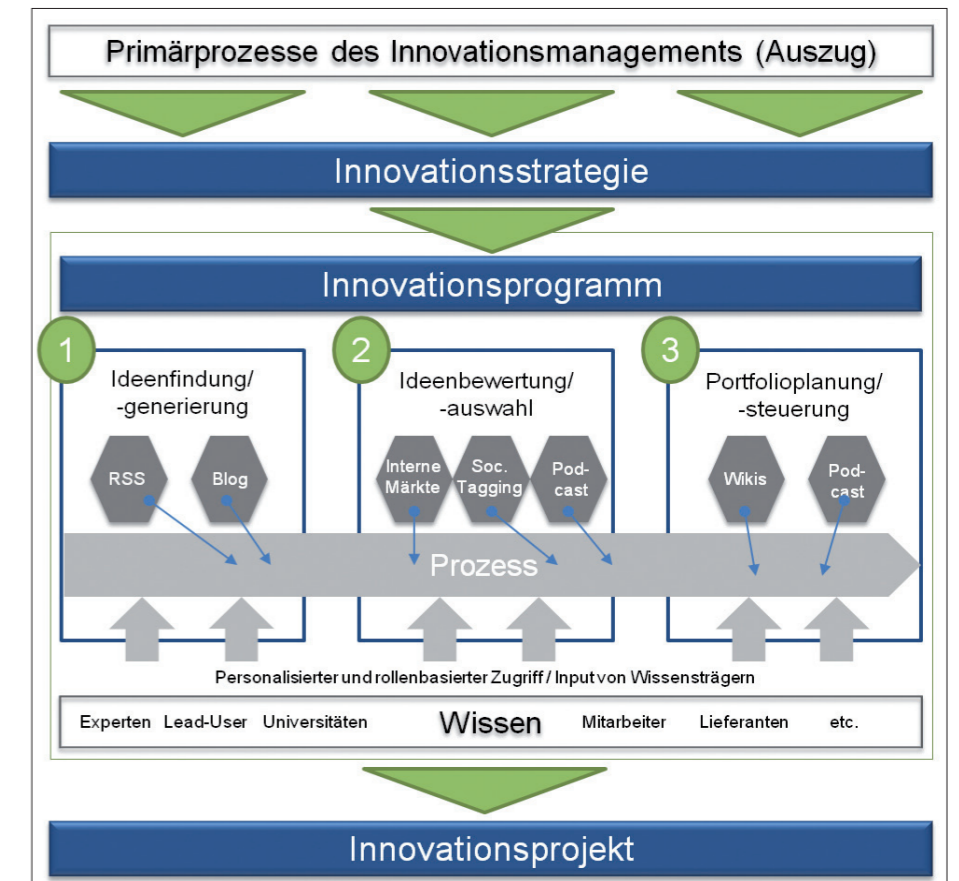 Primärprozesse des Innovationsmanagements (Auszug)
Innovationsstrategie
Innovationsprogramm
1
Ideenfindung/
-generierung
RSS
Blog
2
Ideenbewertung/
-auswahl
Interne
Märkte
Soc.
Tagging
Pod-
cast
3
Portfolioplanung/
-steuerung
Wikis
Pod-
cast
Prozess
Personalisierter und rollenbasierter Zugriff / Input von Wissensträgern
Experten Lead-User Universitäten Wissen Mitarbeiter Lieferanten etc.
Innovationsprojekt